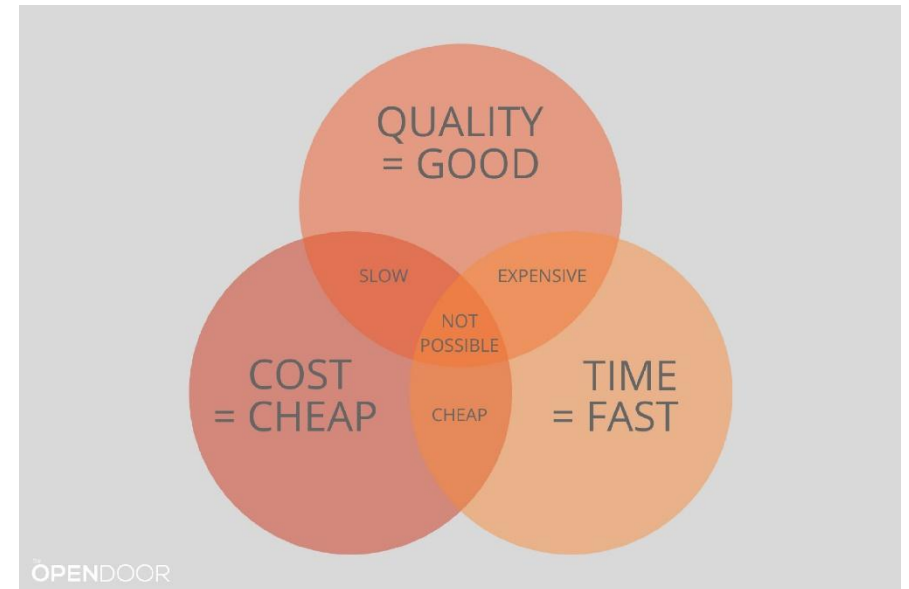 QUALITY
= GOOD
SLOW
EXPENSIVE
NOT
POSSIBLE
COST
= CHEAP
TIME
= FAST
CHEAP
OPENDOOR